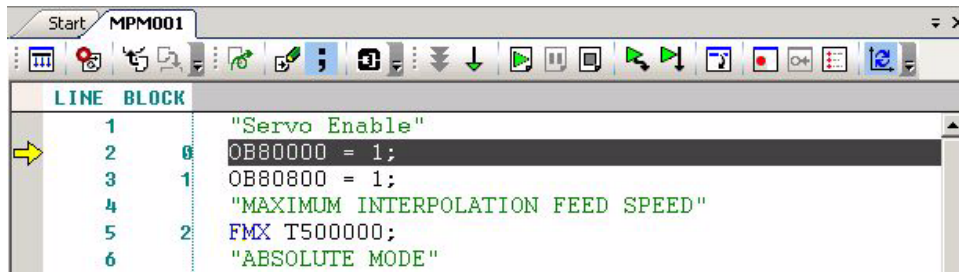 Start MPM001
LINE BLOCK
1 "Servo Enable"
2 0 OB80000 = 1;
3 1 OB80800 = 1;
4 "MAXIMUM INTERPOLATION FEED SPEED"
5 2 FMX T500000;
6 "ABSOLUTE MODE"